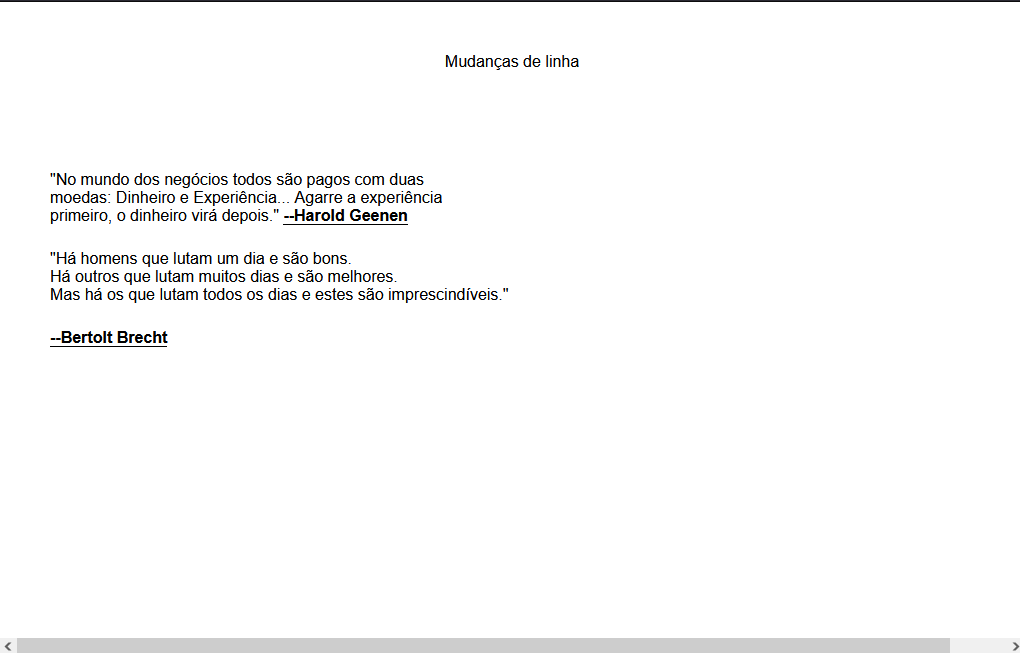 Mudanças de linha
"No mundo dos negócios todos são pagos com duas
moedas: Dinheiro e Experiência... Agarre a experiência
primeiro, o dinheiro virá depois." --Harold Geenen
"Há homens que lutam um dia e são bons.
Há outros que lutam muitos dias e são melhores.
Mas há os que lutam todos os dias e estes são imprescindíveis."
--Bertolt Brecht